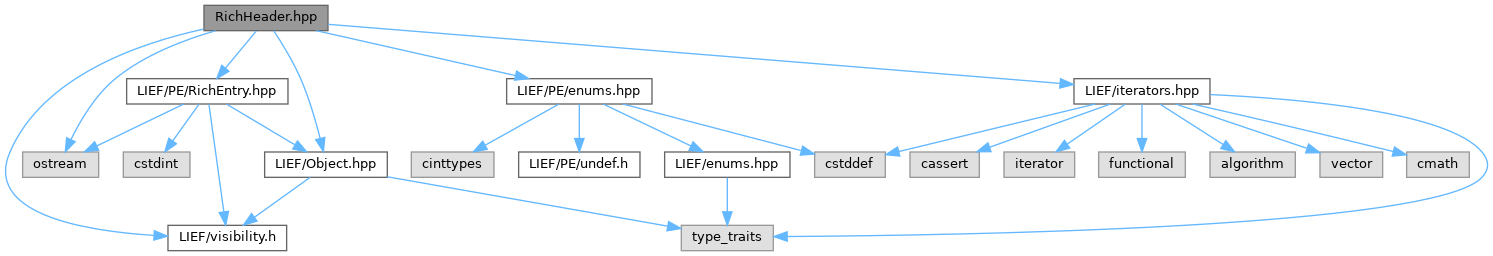 RichHeader.hpp
LIEF/PE/RichEntry.hpp
LIEF/PE/enums.hpp
LIEF/iterators.hpp
ostream
cstdint
LIEF/Object.hpp
cinttypes
LIEF/PE/undef.h
LIEF/enums.hpp
cstddef
cassert
iterator
functional
algorithm
vector
cmath
LIEF/visibility.h
type_traits